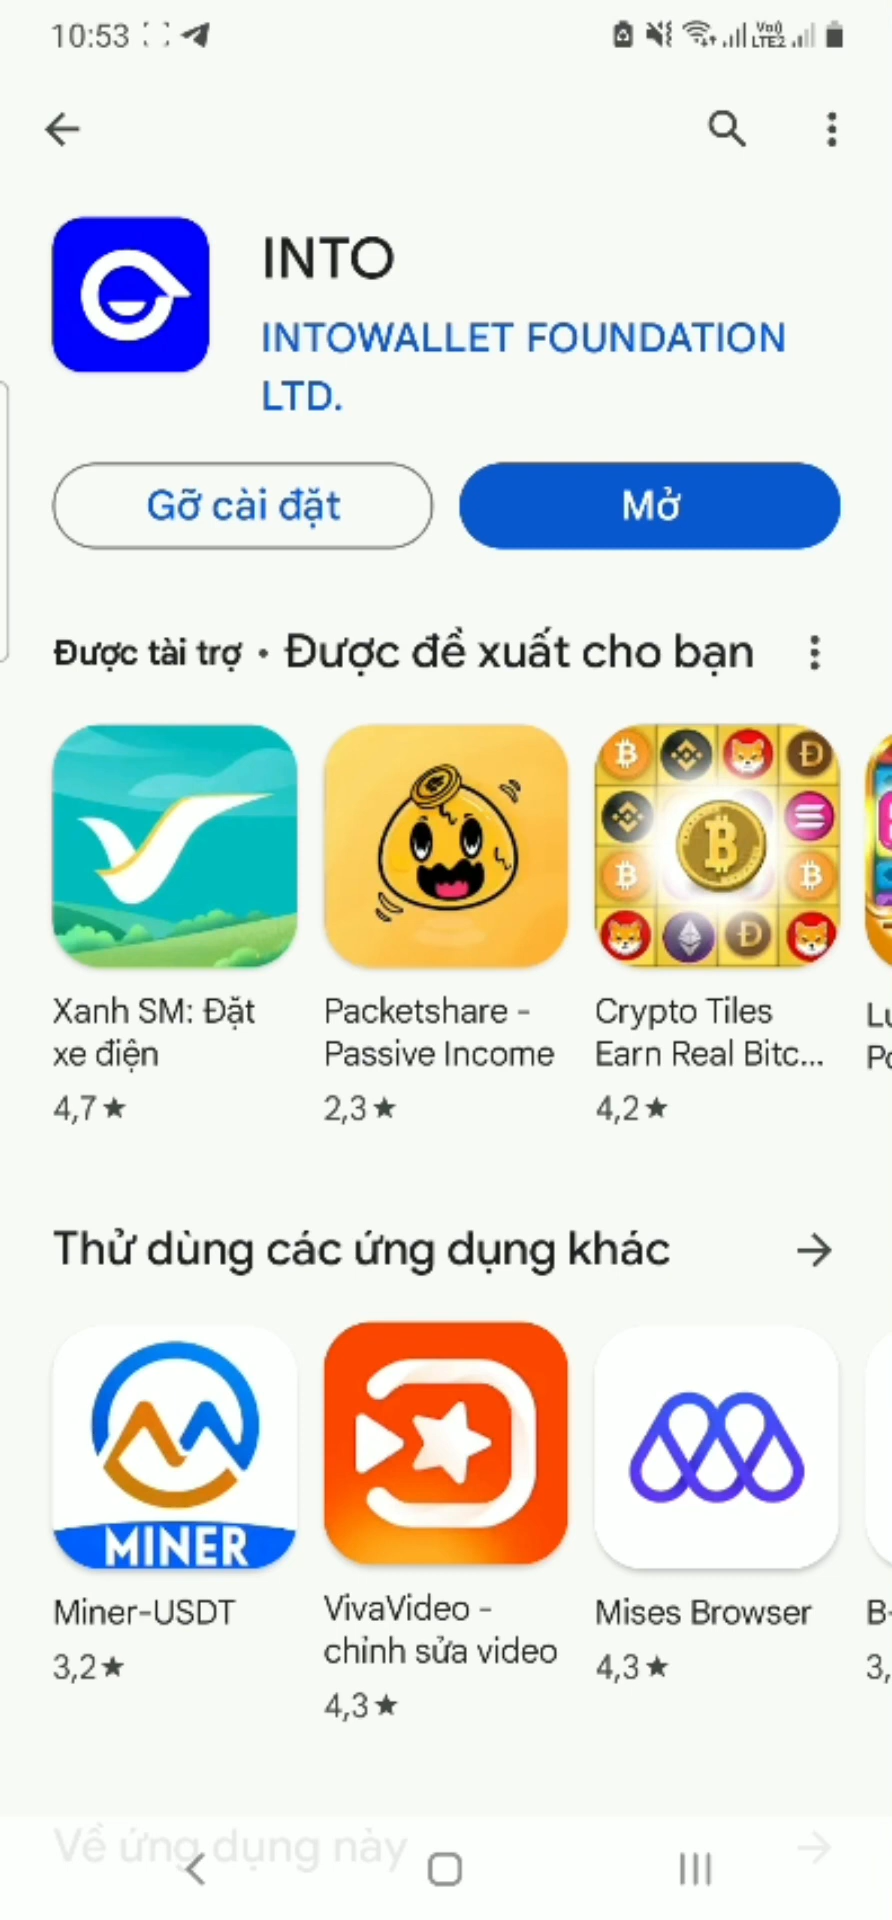 10:53
Vo))
LTE2
INTO
INTOWALLET FOUNDATION
LTD.
Gỡ cài đặt
Mở
Được tài trợ • Được đề xuất cho bạn
Xanh SM: Đặt
xe điện
4,7★
Packetshare -
Passive Income
2,3★
Crypto Tiles
Earn Real Bitc...
4,2★
Thử dùng các ứng dụng khác
MINER
Miner-USDT
3,2★
VivaVideo -
chỉnh sửa video
4,3★
Mises Browser
4,3★
B-
3,
Về ứng dụng này